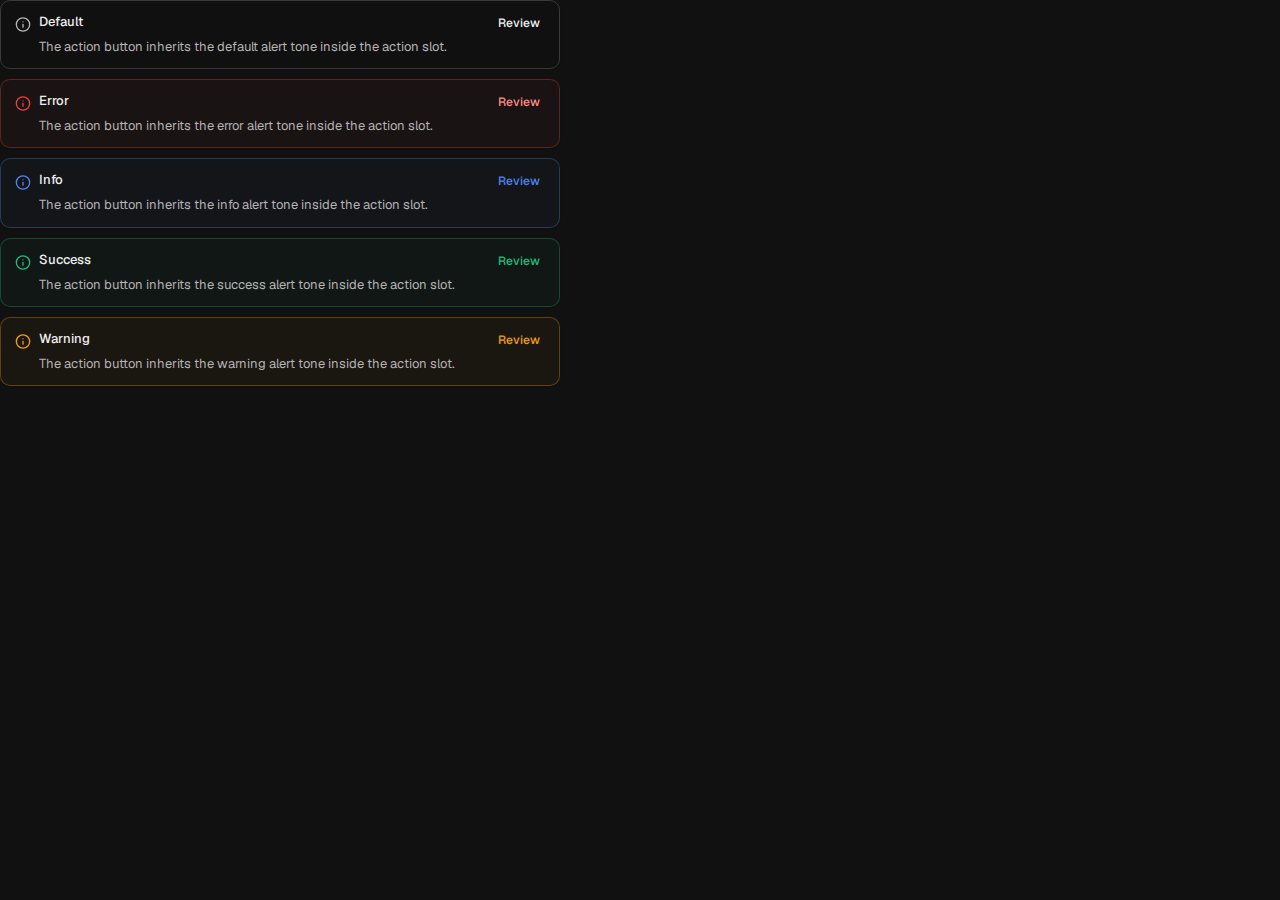 Default
Review
The action button inherits the default alert tone inside the action slot.
Error
Review
The action button inherits the error alert tone inside the action slot.
Info
Review
The action button inherits the info alert tone inside the action slot.
Success
Review
The action button inherits the success alert tone inside the action slot.
Warning
Review
The action button inherits the warning alert tone inside the action slot.